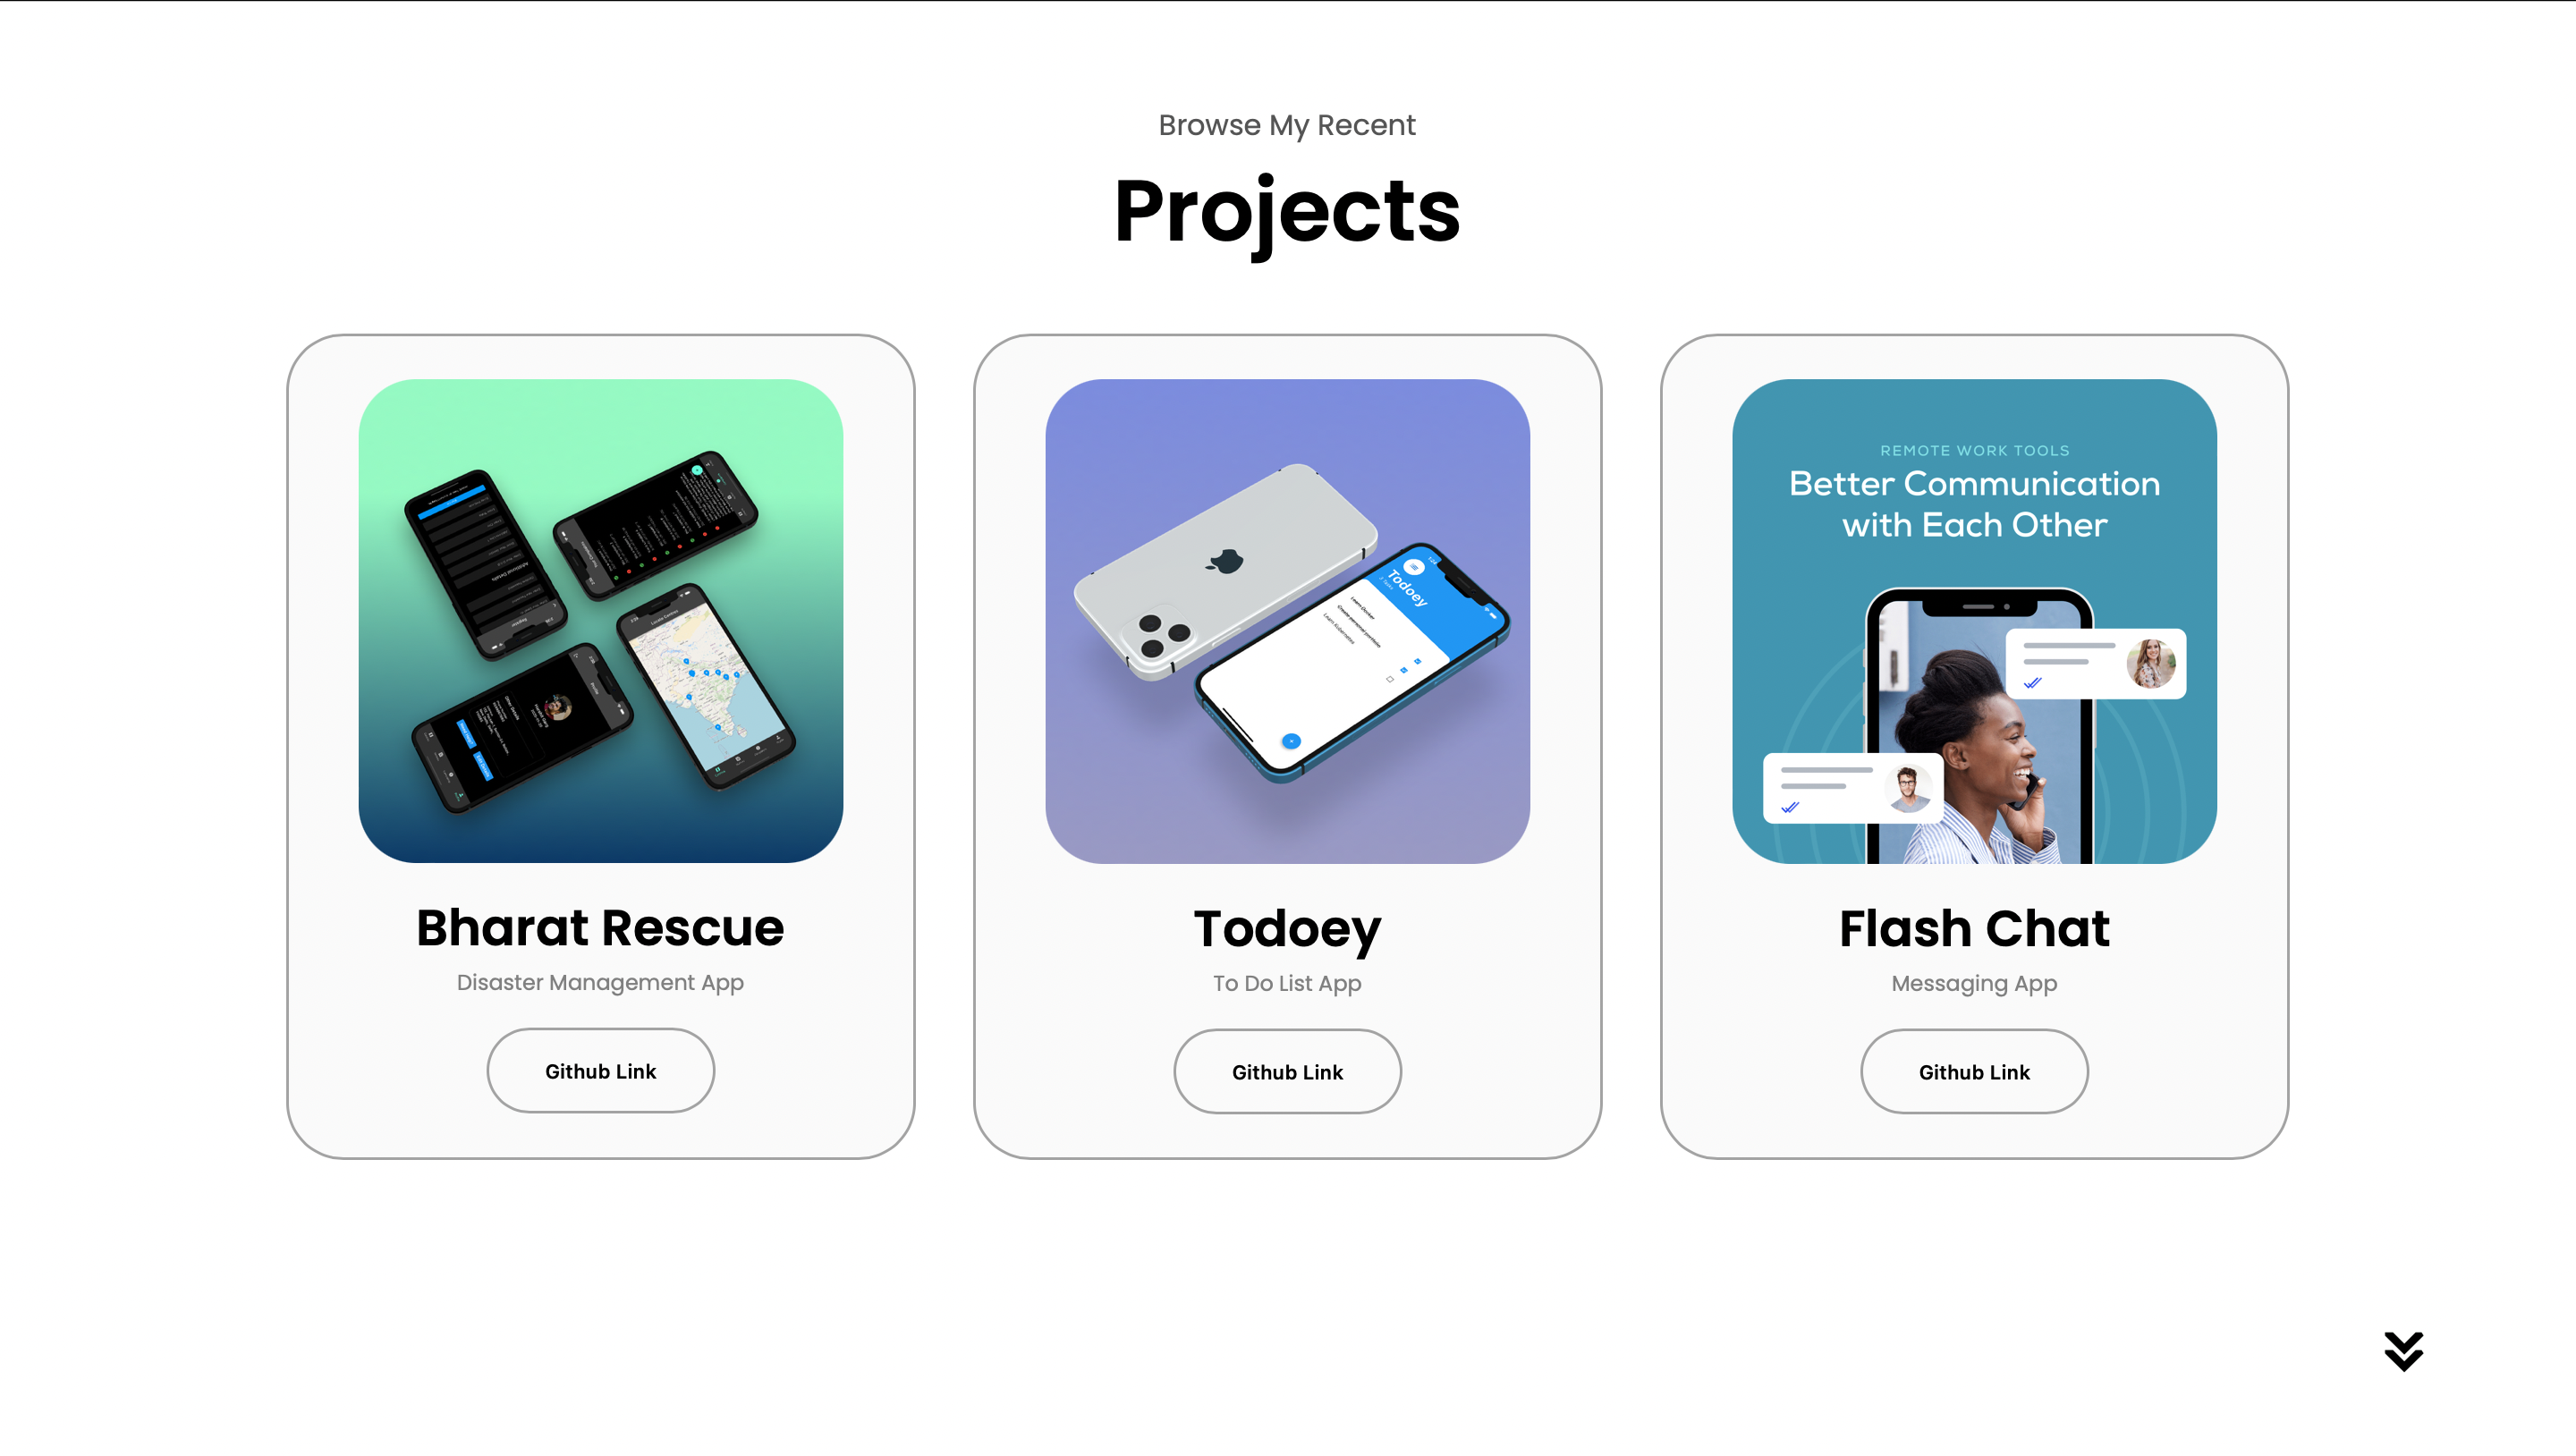 Browse My Recent
Projects
Todoey
REMOTE WORK TOOLS
Better Communication
with Each Other
Bharat Rescue
Disaster Management App
Github Link
Todoey
To Do List App
Github Link
Flash Chat
Messaging App
Github Link